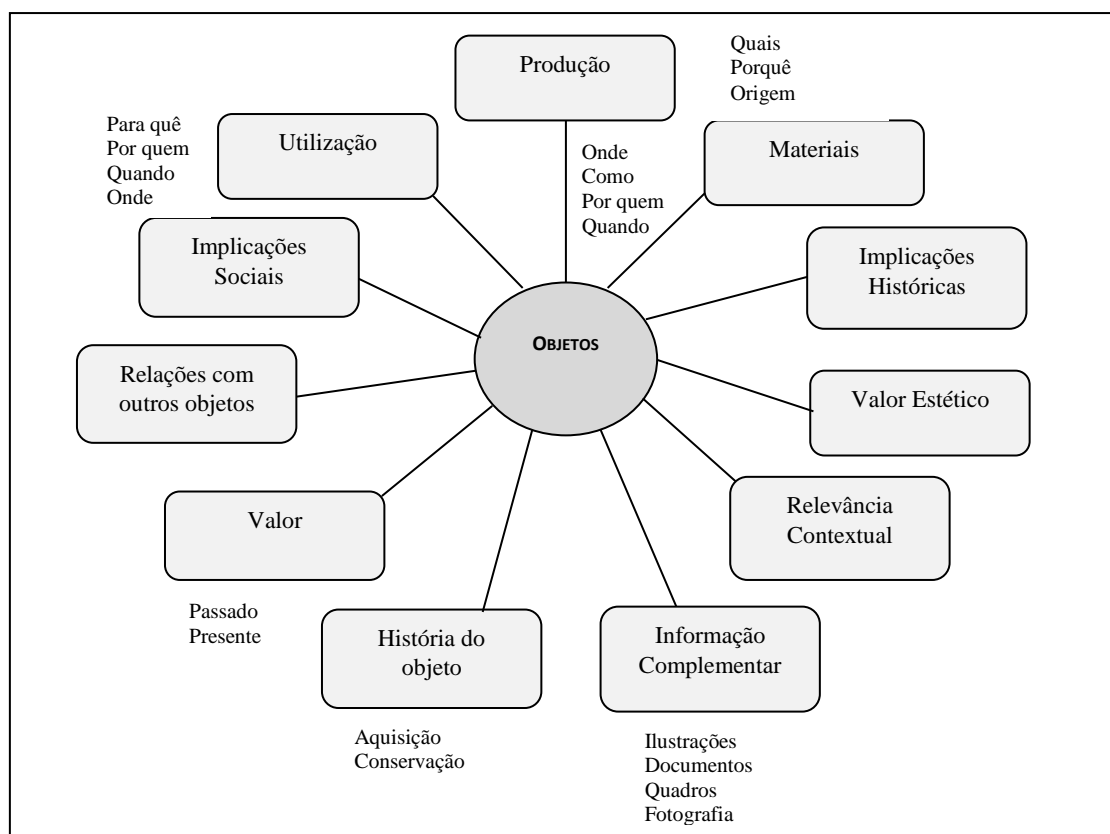 Produção
Quais
Porquê
Origem
Para quê
Por quem
Quando
Onde
Utilização
Onde
Como
Por quem
Quando
Materiais
Implicações
Sociais
Implicações
Históricas
OBJETOS
Relações com
outros objetos
Valor Estético
Valor
Relevância
Contextual
Passado
Presente
História do
objeto
Informação
Complementar
Aquisição
Conservação
Ilustrações
Documentos
Quadros
Fotografia